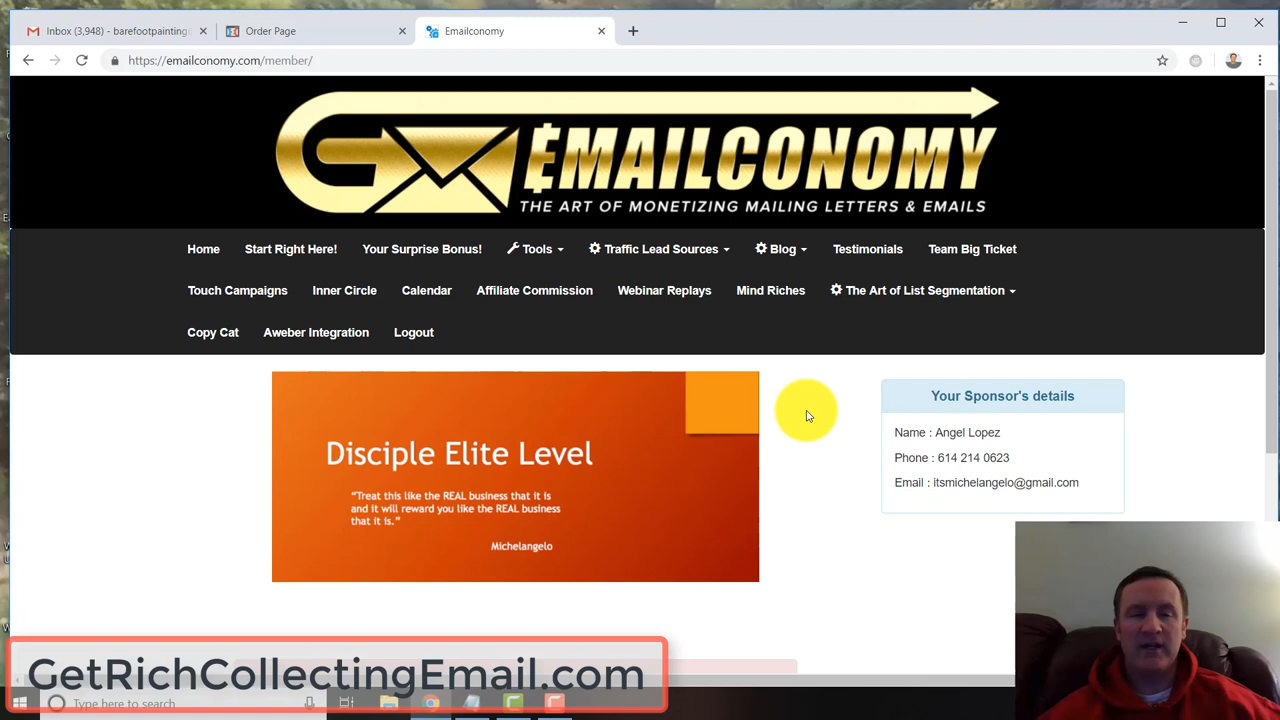 Inbox (3,948) - barefootpainting
Order Page
Emailconomy
https://emailconomy.com/member/
EMAILCONOMY
THE ART OF MONETIZING MAILING LETTERS & EMAILS
Home Start Right Here! Your Surprise Bonus! Tools Traffic Lead Sources Blog Testimonials Team Big Ticket
Touch Campaigns Inner Circle Calendar Affiliate Commission Webinar Replays Mind Riches The Art of List Segmentation
Copy Cat Aweber Integration Logout
Disciple Elite Level
"Treat this like the REAL business that it is
and it will reward you like the REAL business
that it is."
Michelangelo
Your Sponsor's details
Name : Angel Lopez
Phone : 614 214 0623
Email : itsmichelangelo@gmail.com
GetRichCollectingEmail.com
Type here to search